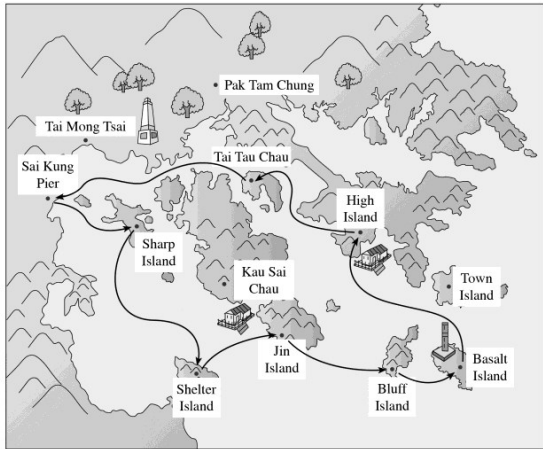 Pak Tam Chung
Tai Mong Tsai
Tai Tau Chau
Sai Kung
Pier
High
Island
Sharp
Island
Kau Sai
Chau
Town
Island
Jin
Island
Basalt
Island
Shelter
Island
Bluff
Island